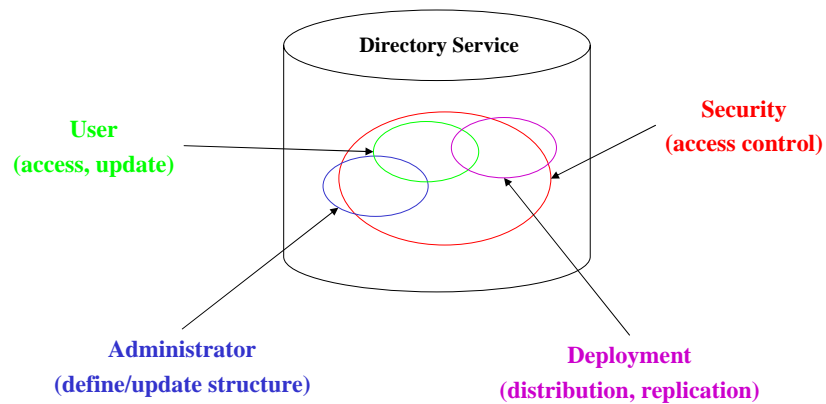 Directory Service
User
(access, update)
Security
(access control)
Administrator
(define/update structure)
Deployment
(distribution, replication)